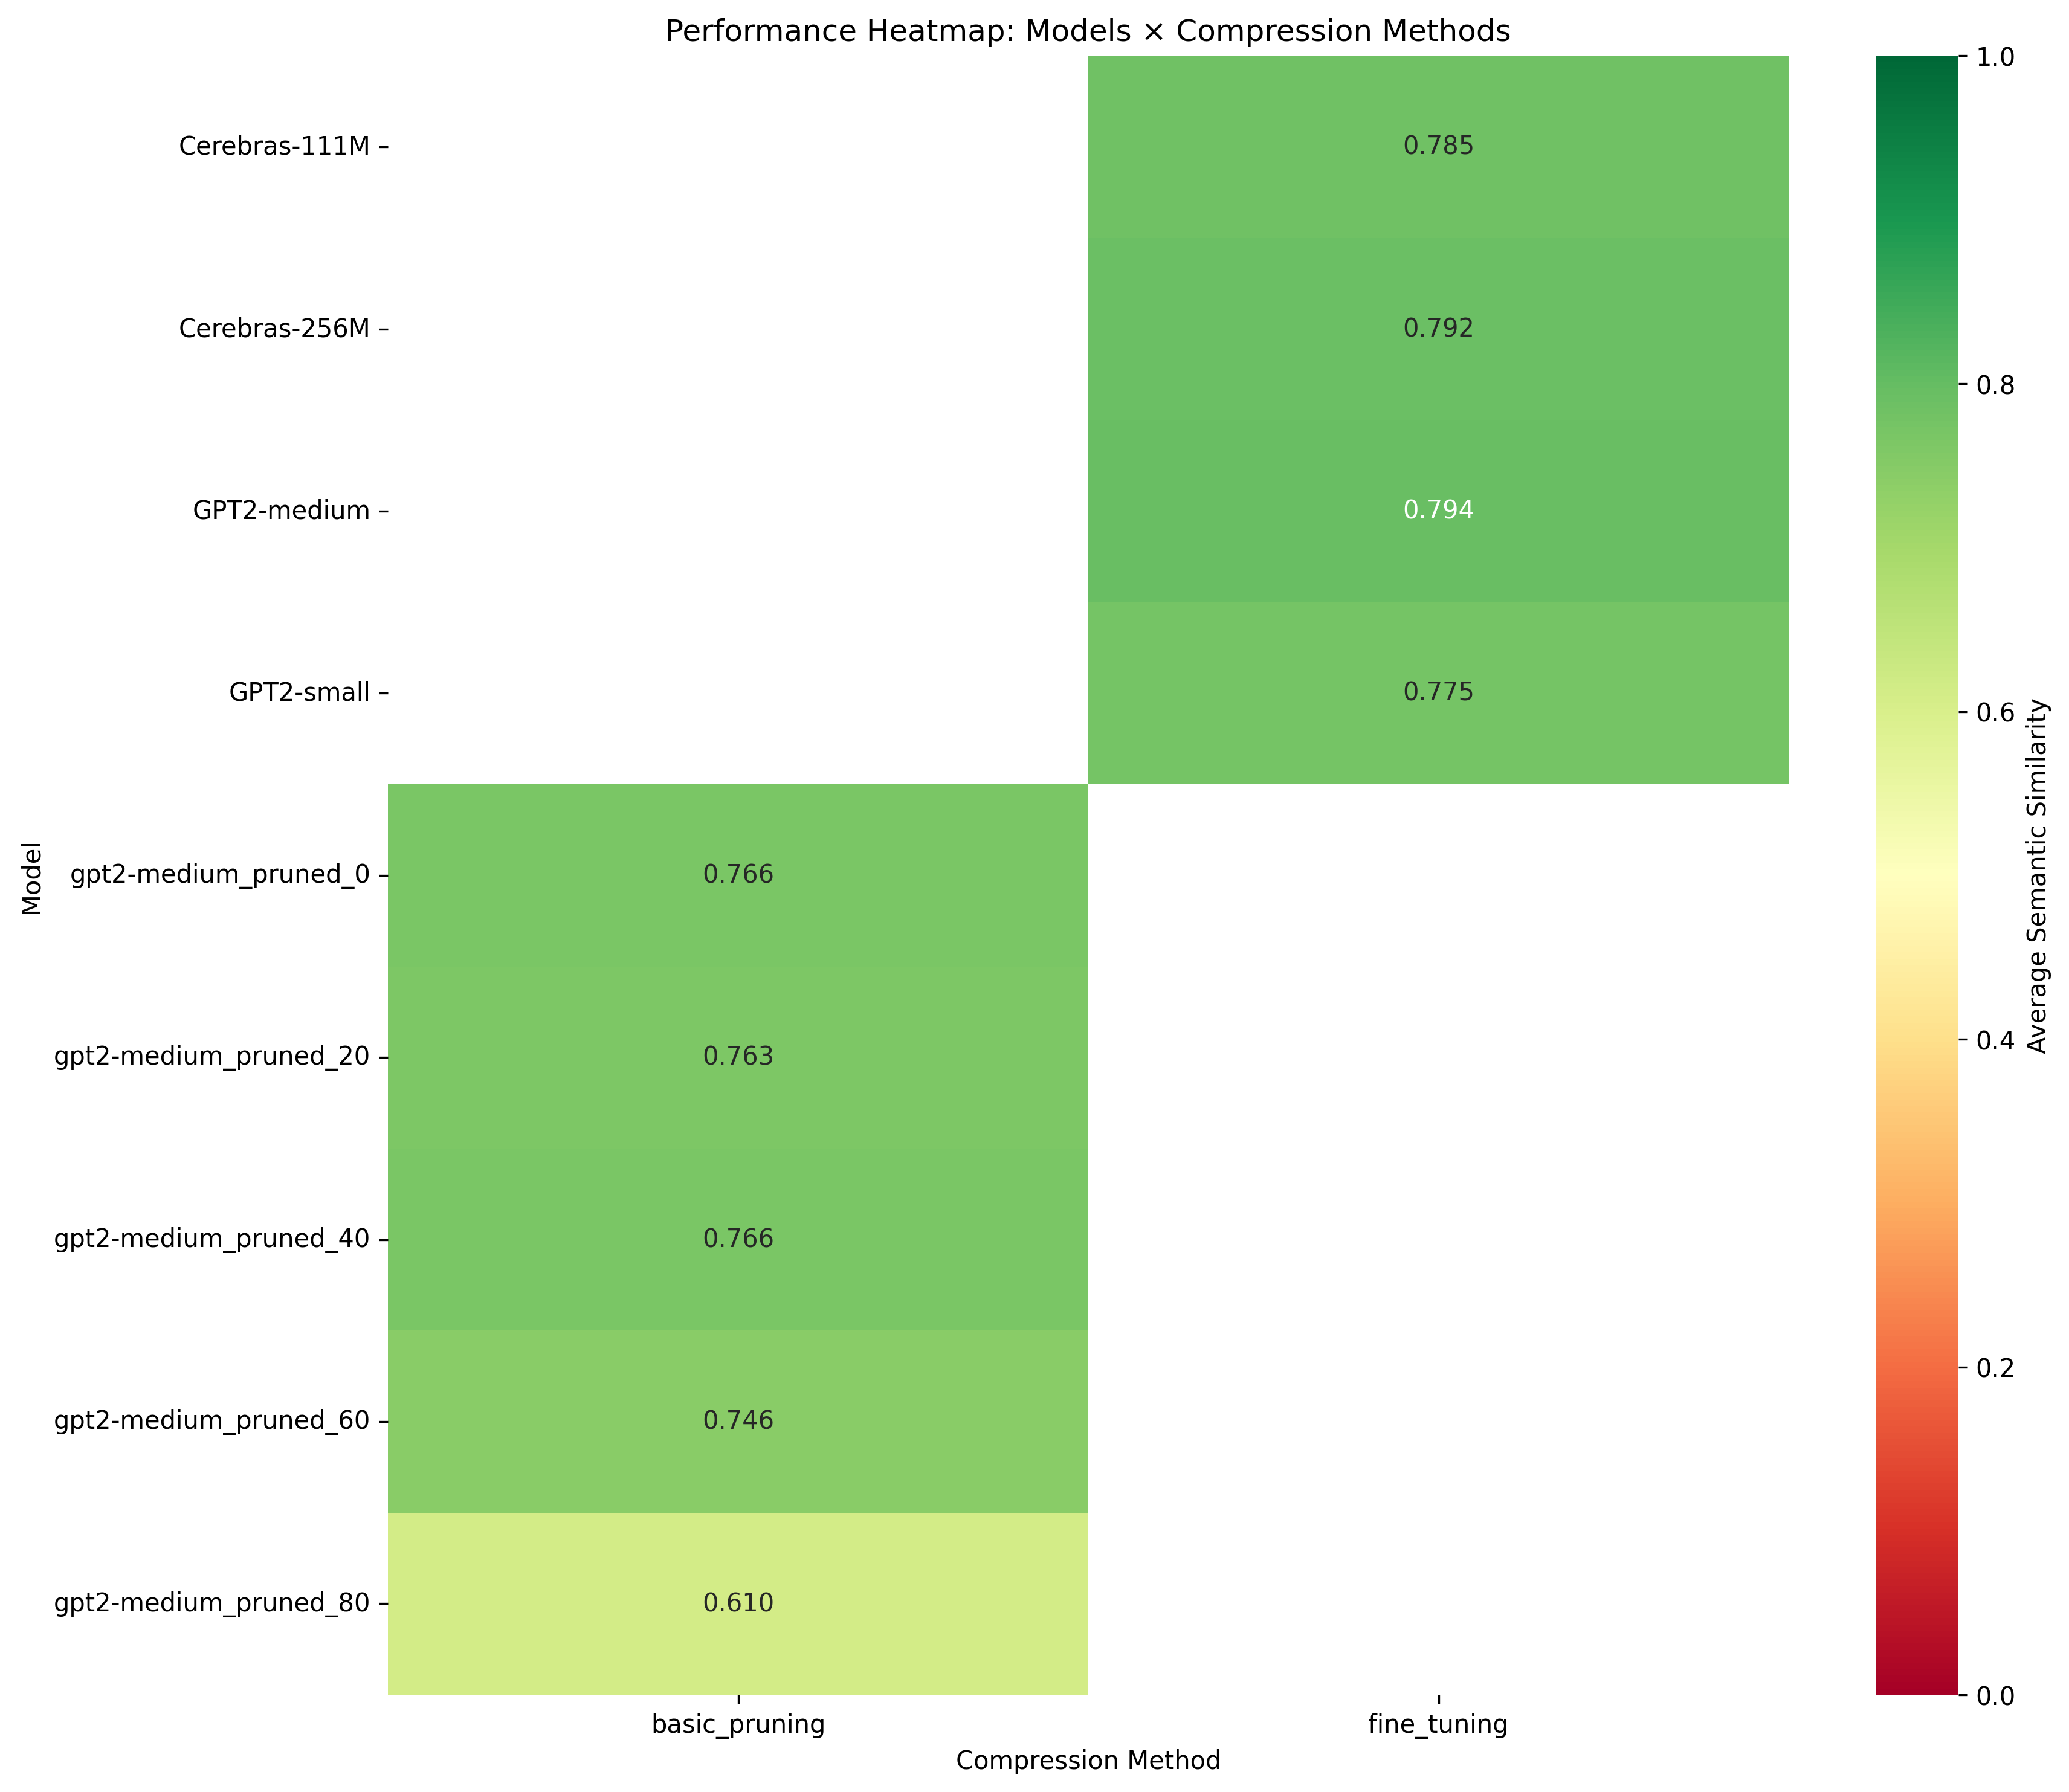 Performance Heatmap: Models × Compression Methods
Cerebras-111M
0.785
Cerebras-256M
0.792
GPT2-medium
0.794
GPT2-small
0.775
gpt2-medium_pruned_0
0.766
gpt2-medium_pruned_20
0.763
gpt2-medium_pruned_40
0.766
gpt2-medium_pruned_60
0.746
gpt2-medium_pruned_80
0.610
Model
basic_pruning
fine_tuning
Compression Method
1.0
0.8
0.6
0.4
0.2
0.0
Average Semantic Similarity